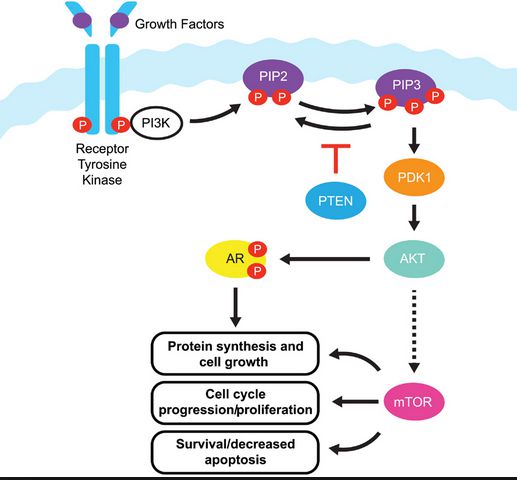 Growth Factors
PIP2
P P
PIP3
P P P
P P
PI3K
Receptor
Tyrosine
Kinase
PDK1
PTEN
AR
P
P
AKT
Protein synthesis and
cell growth
Cell cycle
progression/proliferation
mTOR
Survival/decreased
apoptosis